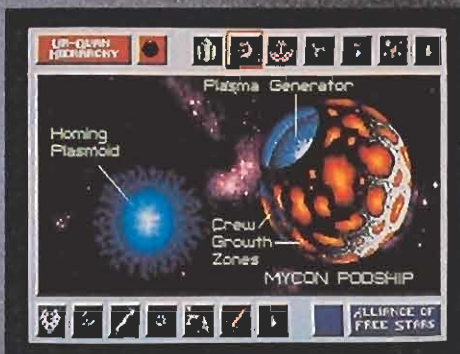 UR-QUAN
HIERARCHY
Plasma Generator
Homing
Plasmoid
Crew
Growth
Zones
MYCON PODSHIP
ALLIANCE OF
FREE STARS